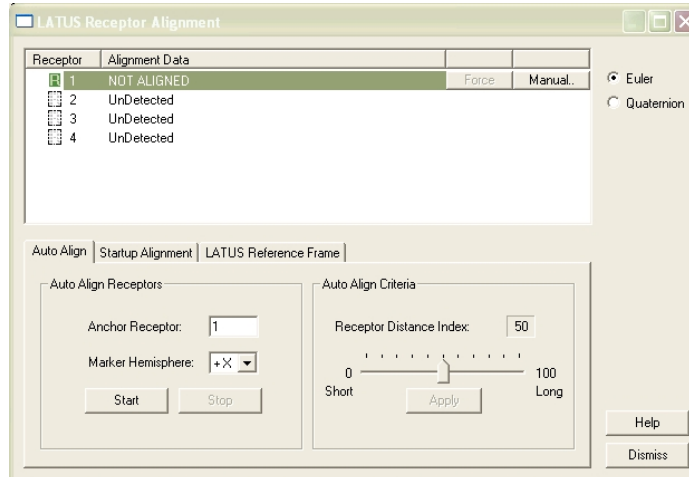 LATUS Receptor Alignment
Receptor Alignment Data
R 1 NOT ALIGNED Force Manual..
2 UnDetected
3 UnDetected
4 UnDetected
Euler
Quaternion
Auto Align Startup Alignment LATUS Reference Frame
Auto Align Receptors
Anchor Receptor: 1
Marker Hemisphere: +X
Start Stop
Auto Align Criteria
Receptor Distance Index: 50
0 100
Short Long
Apply
Help
Dismiss